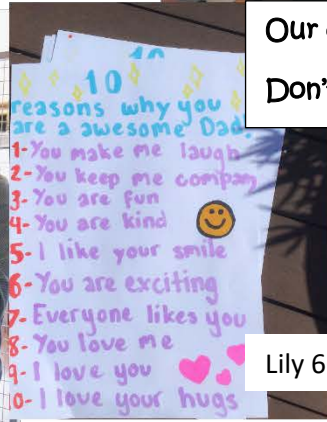 Our
Don't
10
10
reasons why you
are a awesome Dad!
1-You make me laugh
2-You keep me company
3-You are fun
4-You are kind
5-I like your smile
6-You are exciting
7-Everyone likes you
8-You love me
9-I love you
10-I love your hugs
Lily 6